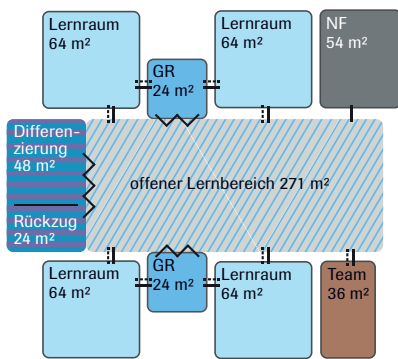 Lernraum
64 m²
GR
24 m²
Lernraum
64 m²
NF
54 m²
Differen-
zierung
48 m²
Rückzug
24 m²
offener Lernbereich 271 m²
Lernraum
64 m²
GR
24 m²
Lernraum
64 m²
Team
36 m²